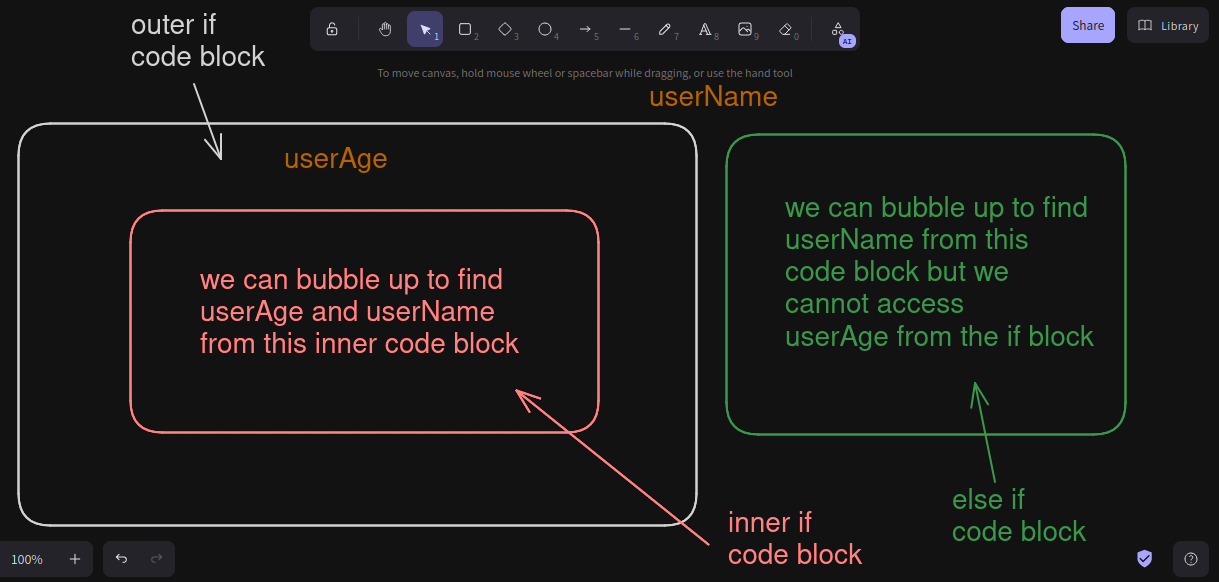 outer if
code block
1
2
3
4
5
6
7
8
9
0
AI
Share
Library
To move canvas, hold mouse wheel or spacebar while dragging, or use the hand tool
userName
userAge
we can bubble up to find
userAge and userName
from this inner code block
we can bubble up to find
userName from this
code block but we
cannot access
userAge from the if block
inner if
code block
else if
code block
100%